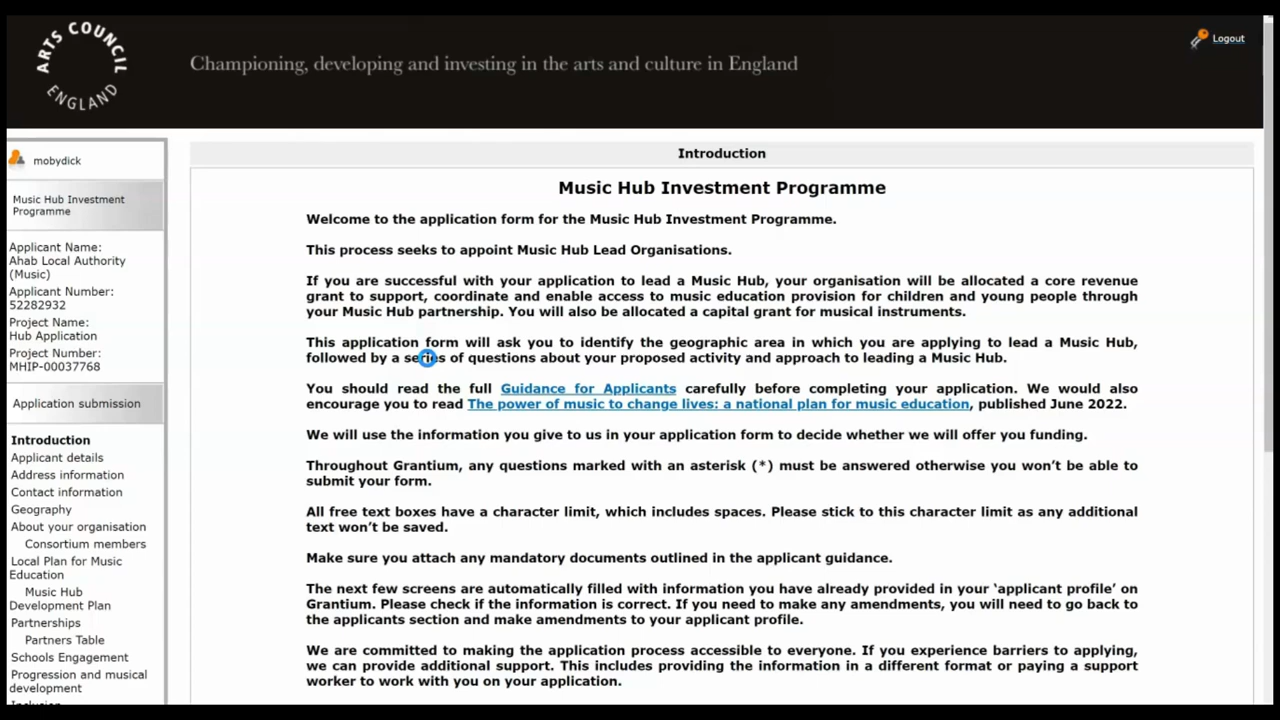 ARTS COUNCIL
ENGLAND
Championing, developing and investing in the arts and culture in England
Logout
mobydick
Music Hub Investment
Programme
Applicant Name:
Ahab Local Authority
(Music)
Applicant Number:
52282932
Project Name:
Hub Application
Project Number:
MHIP-00037768
Application submission
Introduction
Applicant details
Address information
Contact information
Geography
About your organisation
Consortium members
Local Plan for Music
Education
Music Hub
Development Plan
Partnerships
Partners Table
Schools Engagement
Progression and musical
development
Inclusion
Introduction
Music Hub Investment Programme
Welcome to the application form for the Music Hub Investment Programme.
This process seeks to appoint Music Hub Lead Organisations.
If you are successful with your application to lead a Music Hub, your organisation will be allocated a core revenue
grant to support, coordinate and enable access to music education provision for children and young people through
your Music Hub partnership. You will also be allocated a capital grant for musical instruments.
This application form will ask you to identify the geographic area in which you are applying to lead a Music Hub,
followed by a series of questions about your proposed activity and approach to leading a Music Hub.
You should read the full Guidance for Applicants carefully before completing your application. We would also
encourage you to read The power of music to change lives: a national plan for music education, published June 2022.
We will use the information you give to us in your application form to decide whether we will offer you funding.
Throughout Grantium, any questions marked with an asterisk (*) must be answered otherwise you won't be able to
submit your form.
All free text boxes have a character limit, which includes spaces. Please stick to this character limit as any additional
text won't be saved.
Make sure you attach any mandatory documents outlined in the applicant guidance.
The next few screens are automatically filled with information you have already provided in your 'applicant profile' on
Grantium. Please check if the information is correct. If you need to make any amendments, you will need to go back to
the applicants section and make amendments to your applicant profile.
We are committed to making the application process accessible to everyone. If you experience barriers to applying,
we can provide additional support. This includes providing the information in a different format or paying a support
worker to work with you on your application.